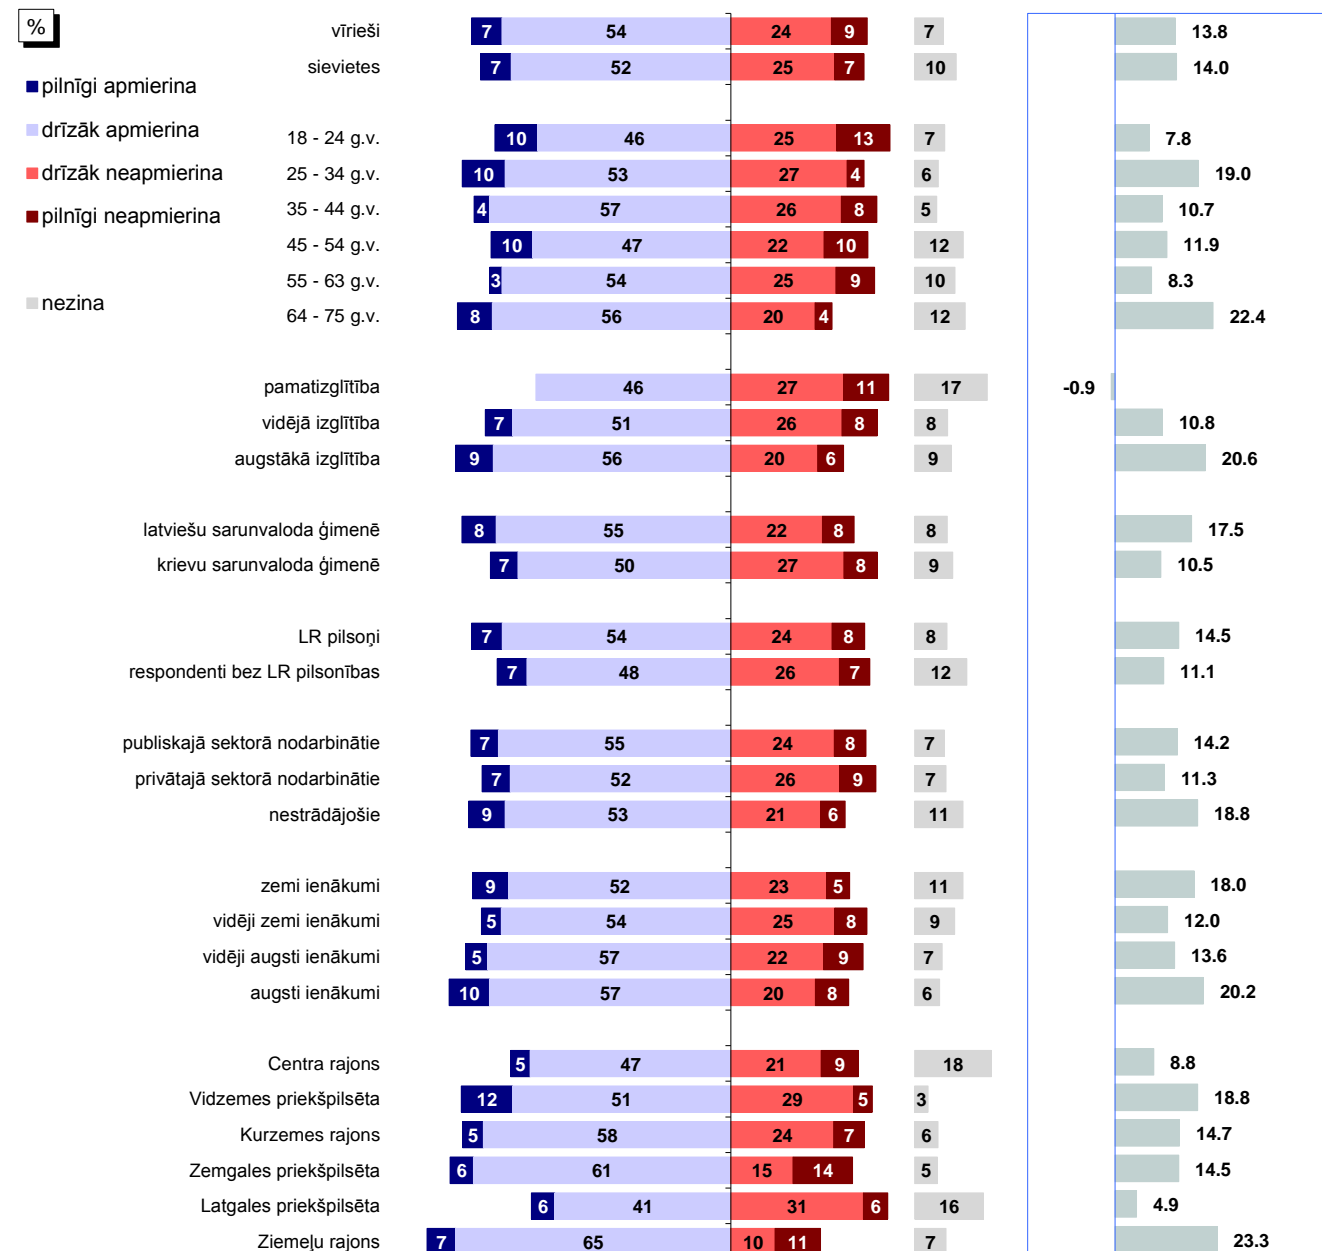 %
pilnīgi apmierina
drīzāk apmierina
drīzāk neapmierina
pilnīgi neapmierina
nezina
vīrieši 7 54 24 9 7 13.8
sievietes 7 52 25 7 10 14.0
18 - 24 g.v. 10 46 25 13 7 7.8
25 - 34 g.v. 10 53 27 4 6 19.0
35 - 44 g.v. 4 57 26 8 5 10.7
45 - 54 g.v. 10 47 22 10 12 11.9
55 - 63 g.v. 3 54 25 9 10 8.3
64 - 75 g.v. 8 56 20 4 12 22.4
pamatizglītība 46 27 11 17 -0.9
vidējā izglītība 7 51 26 8 8 10.8
augstākā izglītība 9 56 20 6 9 20.6
latviešu sarunvaloda ģimenē 8 55 22 8 8 17.5
krievu sarunvaloda ģimenē 7 50 27 8 9 10.5
LR pilsoņi 7 54 24 8 8 14.5
respondenti bez LR pilsonības 7 48 26 7 12 11.1
publiskajā sektorā nodarbinātie 7 55 24 8 7 14.2
privātajā sektorā nodarbinātie 7 52 26 9 7 11.3
nestrādājošie 9 53 21 6 11 18.8
zemi ienākumi 9 52 23 5 11 18.0
vidēji zemi ienākumi 5 54 25 8 9 12.0
vidēji augsti ienākumi 5 57 22 9 7 13.6
augsti ienākumi 10 57 20 8 6 20.2
Centra rajons 5 47 21 9 18 8.8
Vidzemes priekšpilsēta 12 51 29 5 3 18.8
Kurzemes rajons 5 58 24 7 6 14.7
Zemgales priekšpilsēta 6 61 15 14 5 14.5
Latgales priekšpilsēta 6 41 31 6 16 4.9
Ziemeļu rajons 7 65 10 11 7 23.3